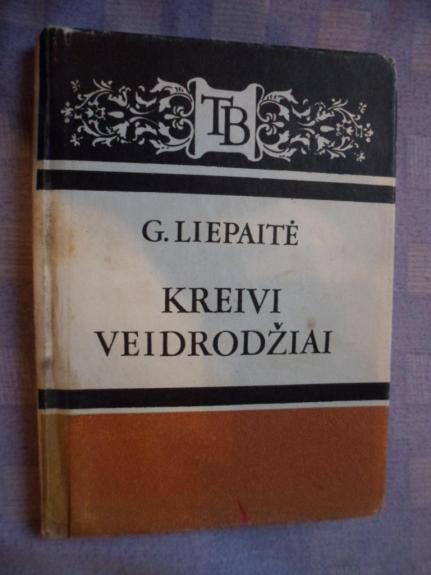 TB
G. LIEPAITĖ
KREIVI
VEIDRODŽIAI